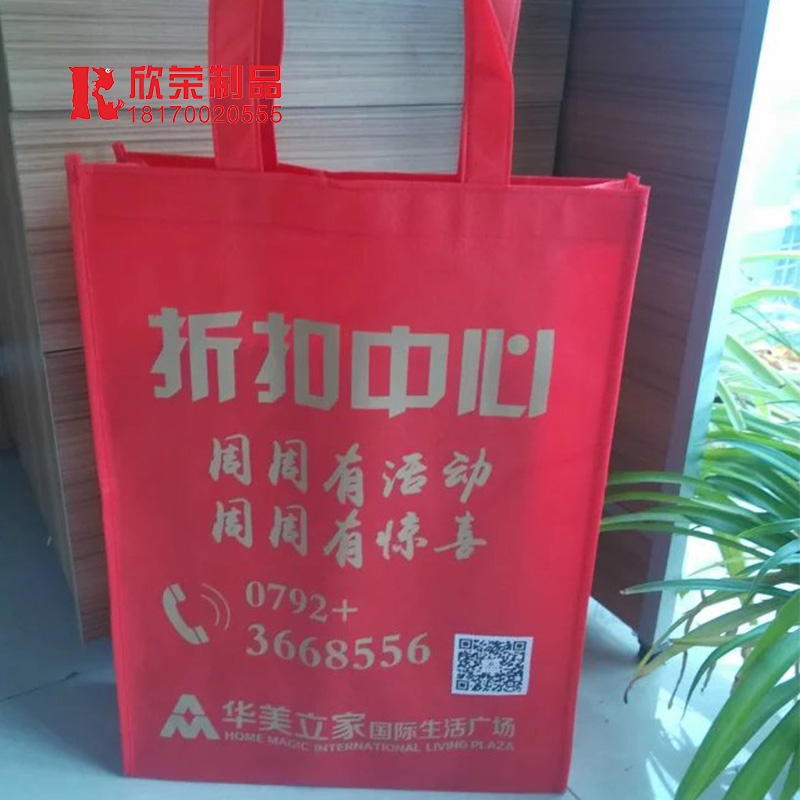 欣荣制品
18170020555
折扣中心
周周有活动
周周有惊喜
0792+
3668556
华美立家国际生活广场
HOME MAGIC INTERNATIONAL LIVING PLAZA